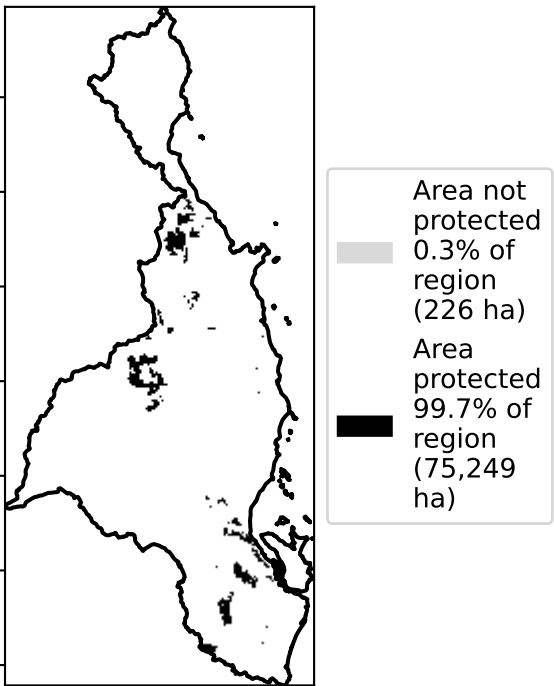 Area not
protected
0.3% of
region
(226 ha)
Area
protected
99.7% of
region
(75,249
ha)